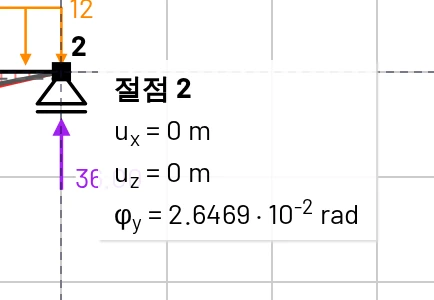 12
2
절점 2
uₓ = 0 m
u_z = 0 m
φ_y = 2.6469 · 10⁻² rad